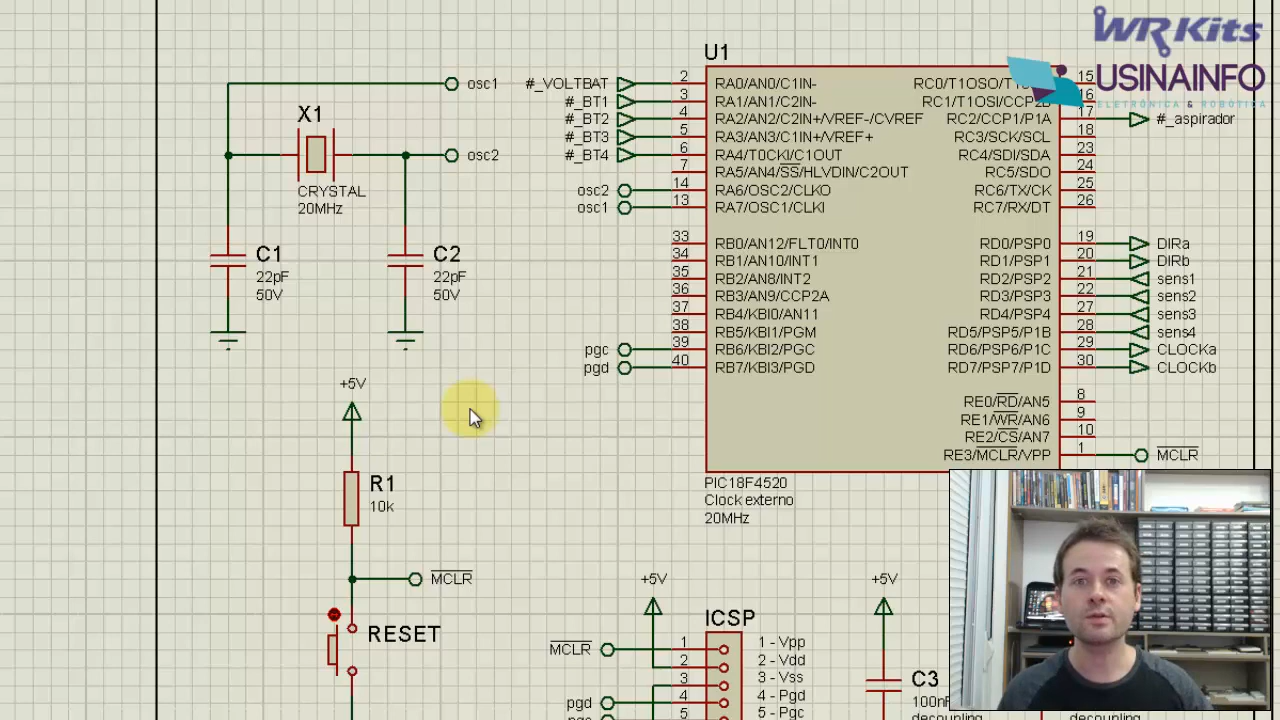 WR Kits
USINAINFO
ELETRÔNICA & ROBÓTICA
U1
osc1
X1
osc2
CRYSTAL
20MHz
C1
22pF
50V
C2
22pF
50V
#_VOLTBAT
#_BT1
#_BT2
#_BT3
#_BT4
osc2
osc1
pgc
pgd
2
3
4
5
6
7
14
13
33
34
35
36
37
38
39
40
RA0/AN0/C1IN-
RA1/AN1/C2IN-
RA2/AN2/C2IN+/VREF-/CVREF
RA3/AN3/C1IN+/VREF+
RA4/T0CKI/C1OUT
RA5/AN4/SS/HLVDIN/C2OUT
RA6/OSC2/CLKO
RA7/OSC1/CLKI
RB0/AN12/FLT0/INT0
RB1/AN10/INT1
RB2/AN8/INT2
RB3/AN9/CCP2A
RB4/KBI0/AN11
RB5/KBI1/PGM
RB6/KBI2/PGC
RB7/KBI3/PGD
RC0/T1OSO/T1
RC1/T1OSI/CCP2B
RC2/CCP1/P1A
RC3/SCK/SCL
RC4/SDI/SDA
RC5/SDO
RC6/TX/CK
RC7/RX/DT
RD0/PSP0
RD1/PSP1
RD2/PSP2
RD3/PSP3
RD4/PSP4
RD5/PSP5/P1B
RD6/PSP6/P1C
RD7/PSP7/P1D
RE0/RD/AN5
RE1/WR/AN6
RE2/CS/AN7
RE3/MCLR/VPP
15
16
17
18
23
24
25
26
19
20
21
22
27
28
29
30
8
9
10
1
#_aspirador
DIRa
DIRb
sens1
sens2
sens3
sens4
CLOCKa
CLOCKb
MCLR
PIC18F4520
Clock externo
20MHz
+5V
R1
10k
MCLR
RESET
+5V
ICSP
MCLR
pgd
1
2
3
4
5
1 - Vpp
2 - Vdd
3 - Vss
4 - Pgd
5 - Pgc
+5V
C3
100nF
decoupling
decoupling